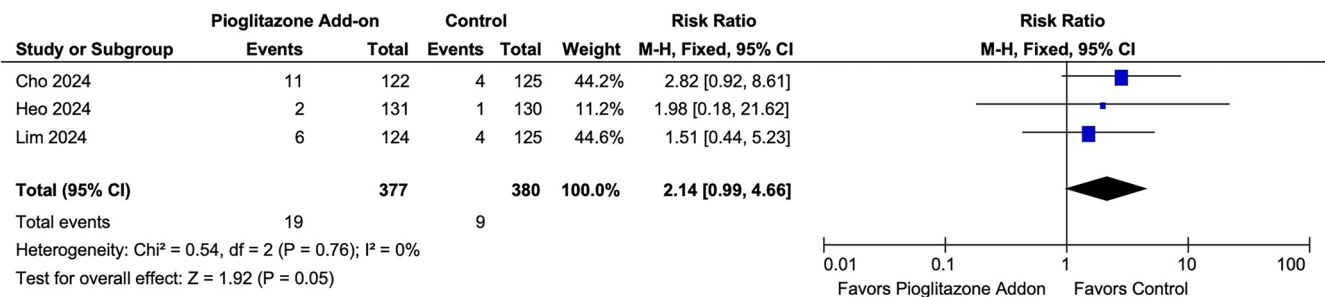 Pioglitazone Add-on Control Risk Ratio Risk Ratio
Study or Subgroup Events Total Events Total Weight M-H, Fixed, 95% CI M-H, Fixed, 95% CI
Cho 2024 11 122 4 125 44.2% 2.82 [0.92, 8.61]
Heo 2024 2 131 1 130 11.2% 1.98 [0.18, 21.62]
Lim 2024 6 124 4 125 44.6% 1.51 [0.44, 5.23]
Total (95% CI) 377 380 100.0% 2.14 [0.99, 4.66]
Total events 19 9
Heterogeneity: Chi² = 0.54, df = 2 (P = 0.76); I² = 0%
Test for overall effect: Z = 1.92 (P = 0.05)
0.01 0.1 1 10 100
Favors Pioglitazone Addon Favors Control